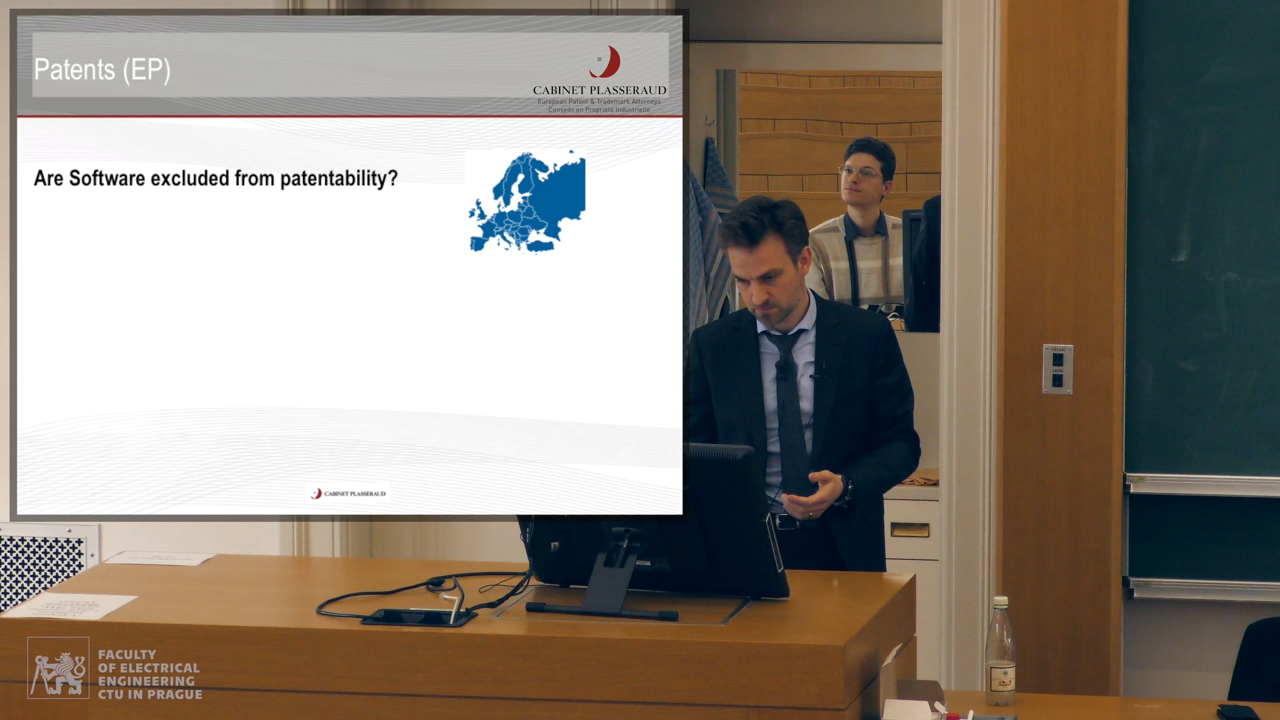 Patents (EP)
CABINET PLASSERAUD
European Patent & Trademark Attorneys
Conseils en Propriété Industrielle
Are Software excluded from patentability?
CABINET PLASSERAUD
FACULTY
OF ELECTRICAL
ENGINEERING
CTU IN PRAGUE